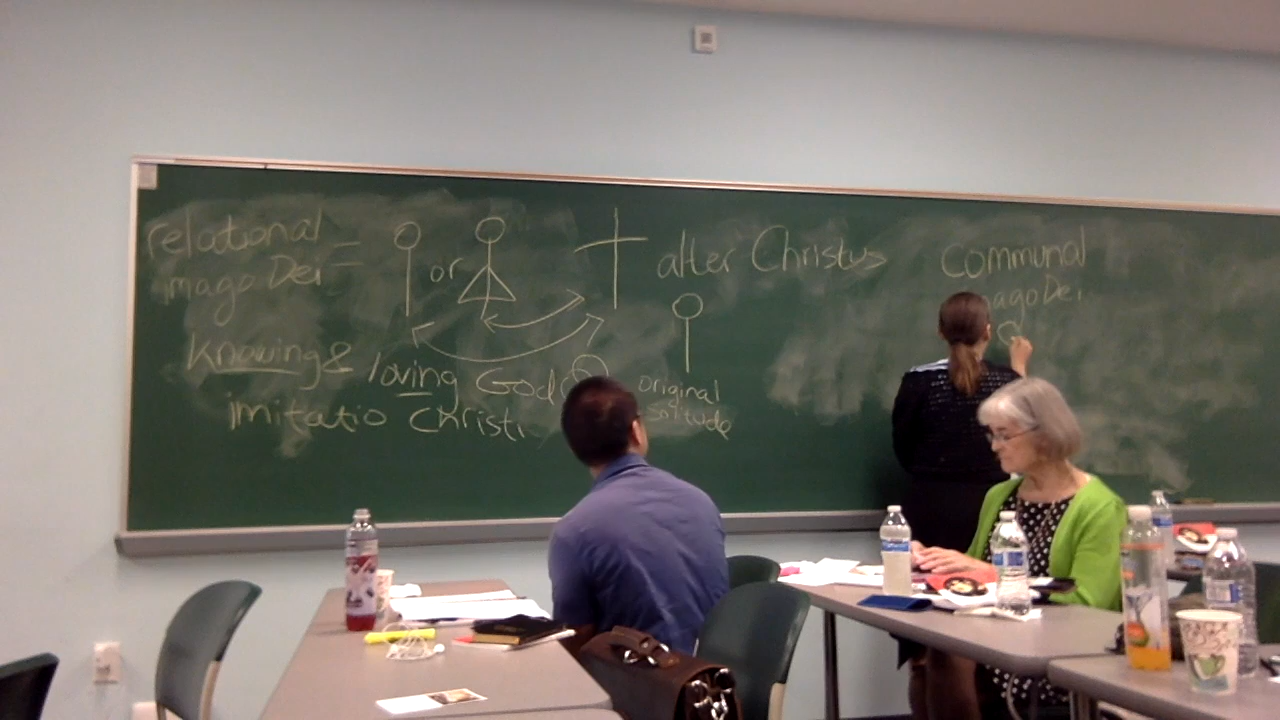 relational
imago Dei =
or
alter Christus
knowing & loving God
imitatio Christi
original
solitude
Communal
imago Dei